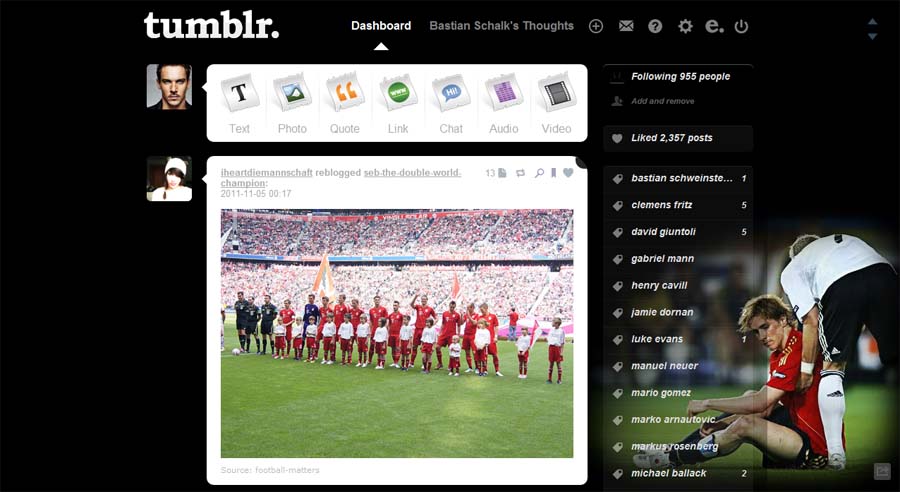 tumblr.
Dashboard
Bastian Schalk's Thoughts
Following 955 people
Add and remove
Liked 2,357 posts
T
WWW
Hi!
Text
Photo
Quote
Link
Chat
Audio
Video
iheartdiemannschaft reblogged seb-the-double-world-
champion:
2011-11-05 00:17
13
Source: football-matters
bastian schweinste... 1
clemens fritz 5
david giuntoli 5
gabriel mann
henry cavill
jamie dornan
luke evans 1
manuel neuer
mario gomez
marko arnautovic
markus rosenberg
michael ballack 2